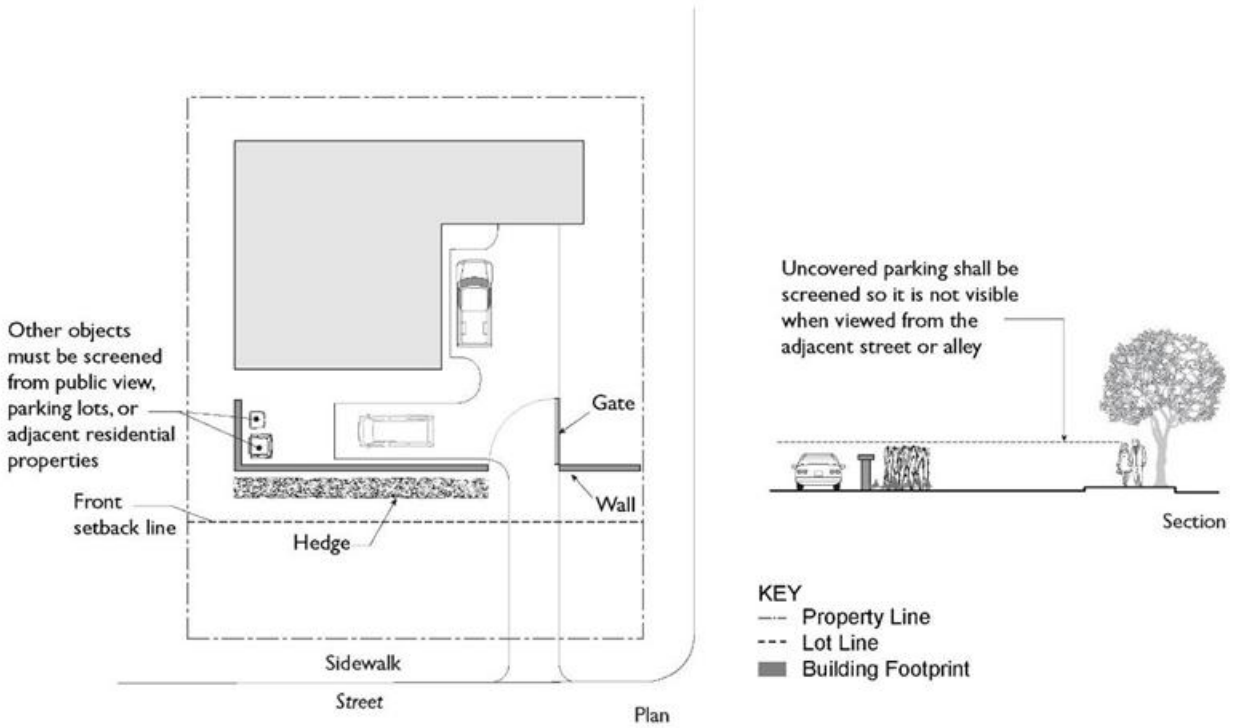 Other objects
must be screened
from public view,
parking lots, or
adjacent residential
properties
Front
setback line
Hedge
Gate
Wall
Sidewalk
Street
Plan
Uncovered parking shall be
screened so it is not visible
when viewed from the
adjacent street or alley
Section
KEY
Property Line
Lot Line
Building Footprint